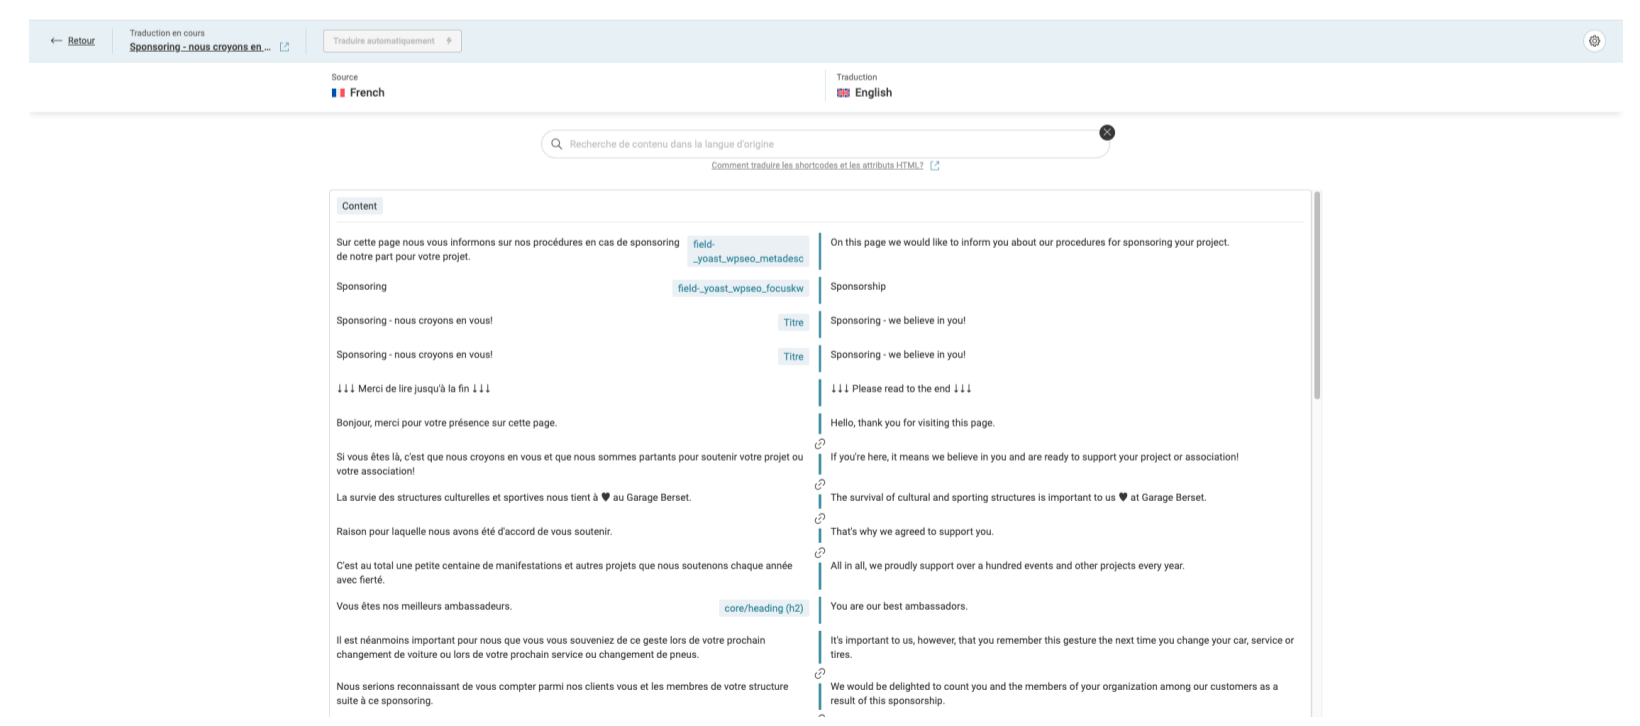 ← Retour
Traduction en cours
Sponsoring - nous croyons en ...
Traduire automatiquement
Source
French
Traduction
English
Recherche de contenu dans la langue d'origine
Comment traduire les shortcodes et les attributs HTML?
Content
Sur cette page nous vous informons sur nos procédures en cas de sponsoring
de notre part pour votre projet.
field-
_yoast_wpseo_metadesc
On this page we would like to inform you about our procedures for sponsoring your project.
Sponsoring
field-_yoast_wpseo_focuskw
Sponsorship
Sponsoring - nous croyons en vous!
Titre
Sponsoring - we believe in you!
Sponsoring - nous croyons en vous!
Titre
Sponsoring - we believe in you!
↓↓↓ Merci de lire jusqu'à la fin ↓↓↓
↓↓↓ Please read to the end ↓↓↓
Bonjour, merci pour votre présence sur cette page.
Hello, thank you for visiting this page.
Si vous êtes là, c'est que nous croyons en vous et que nous sommes partants pour soutenir votre projet ou
votre association!
If you're here, it means we believe in you and are ready to support your project or association!
La survie des structures culturelles et sportives nous tient à ♥ au Garage Berset.
The survival of cultural and sporting structures is important to us ♥ at Garage Berset.
Raison pour laquelle nous avons été d'accord de vous soutenir.
That's why we agreed to support you.
C'est au total une petite centaine de manifestations et autres projets que nous soutenons chaque année
avec fierté.
All in all, we proudly support over a hundred events and other projects every year.
Vous êtes nos meilleurs ambassadeurs.
core/heading (h2)
You are our best ambassadors.
Il est néanmoins important pour nous que vous vous souveniez de ce geste lors de votre prochain
changement de voiture ou lors de votre prochain service ou changement de pneus.
It's important to us, however, that you remember this gesture the next time you change your car, service or
tires.
Nous serions reconnaissant de vous compter parmi nos clients vous et les membres de votre structure
suite à ce sponsoring.
We would be delighted to count you and the members of your organization among our customers as a
result of this sponsorship.